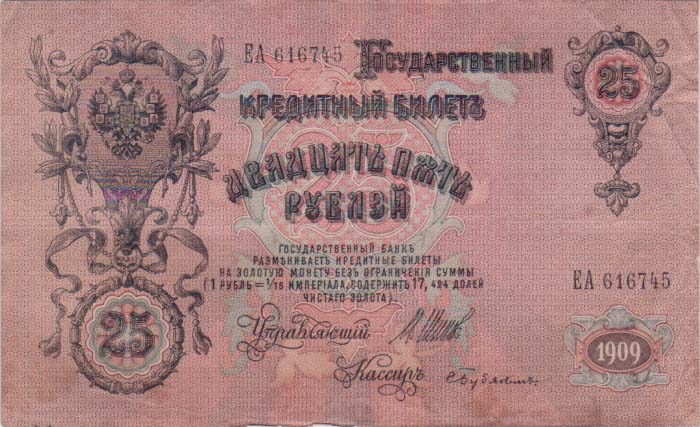 ЕА 616745
Государственный
25
Кредитный Билетъ
Двадцать пять
рублей
Государственный банкъ
размѣниваетъ кредитные билеты
на золотую монету безъ ограниченія суммы
(1 рубль = 1/15 имперіала, содержитъ 17, 424 долей
чистаго золота).
ЕА 616745
Управляющій
25
1909
Кассиръ